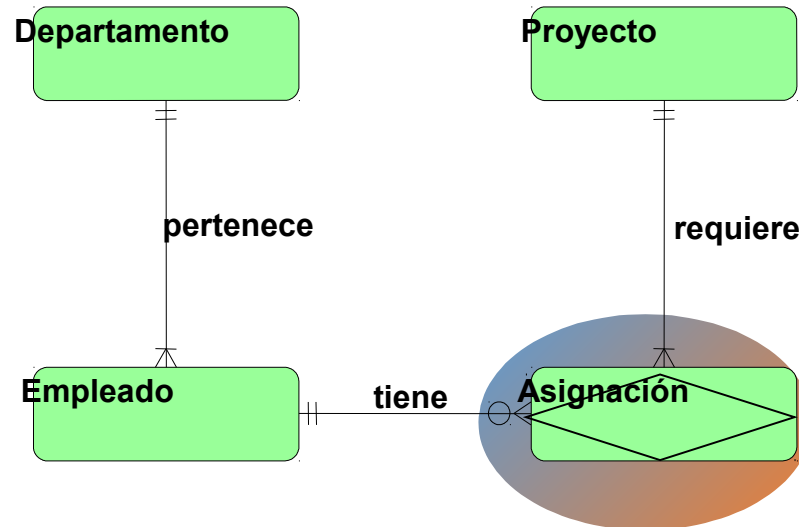 Departamento
Proyecto
pertenece
requiere
Empleado
tiene
Asignación